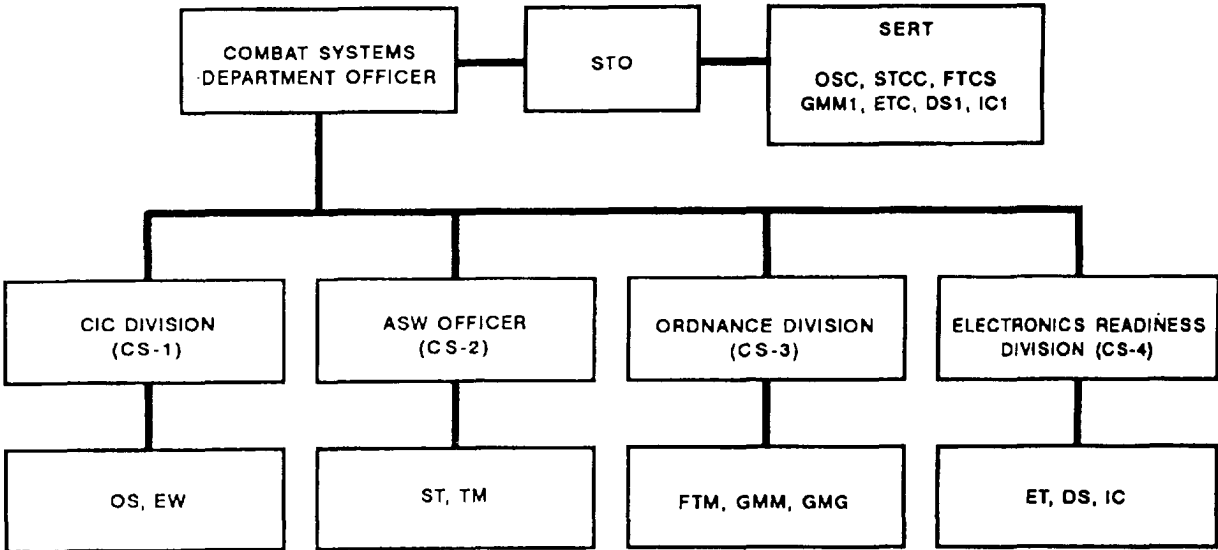 COMBAT SYSTEMS
DEPARTMENT OFFICER
STO
SERT
OSC, STCC, FTCS
GMM1, ETC, DS1, IC1
CIC DIVISION
(CS-1)
ASW OFFICER
(CS-2)
ORDNANCE DIVISION
(CS-3)
ELECTRONICS READINESS
DIVISION (CS-4)
OS, EW
ST, TM
FTM, GMM, GMG
ET, DS, IC